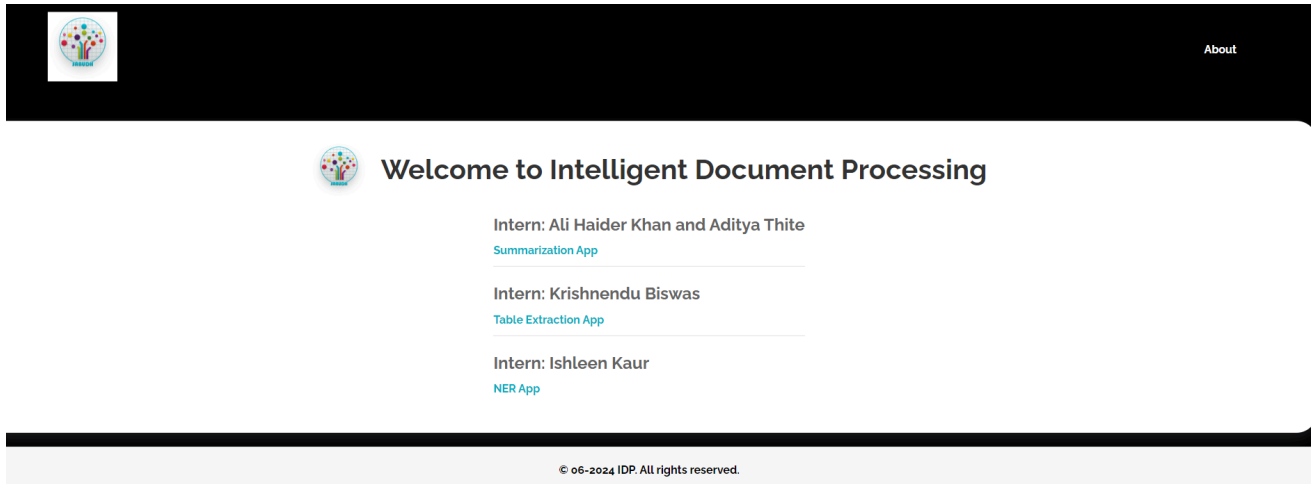 About
Welcome to Intelligent Document Processing
Intern: Ali Haider Khan and Aditya Thite
Summarization App
Intern: Krishnendu Biswas
Table Extraction App
Intern: Ishleen Kaur
NER App
© 06-2024 IDP. All rights reserved.